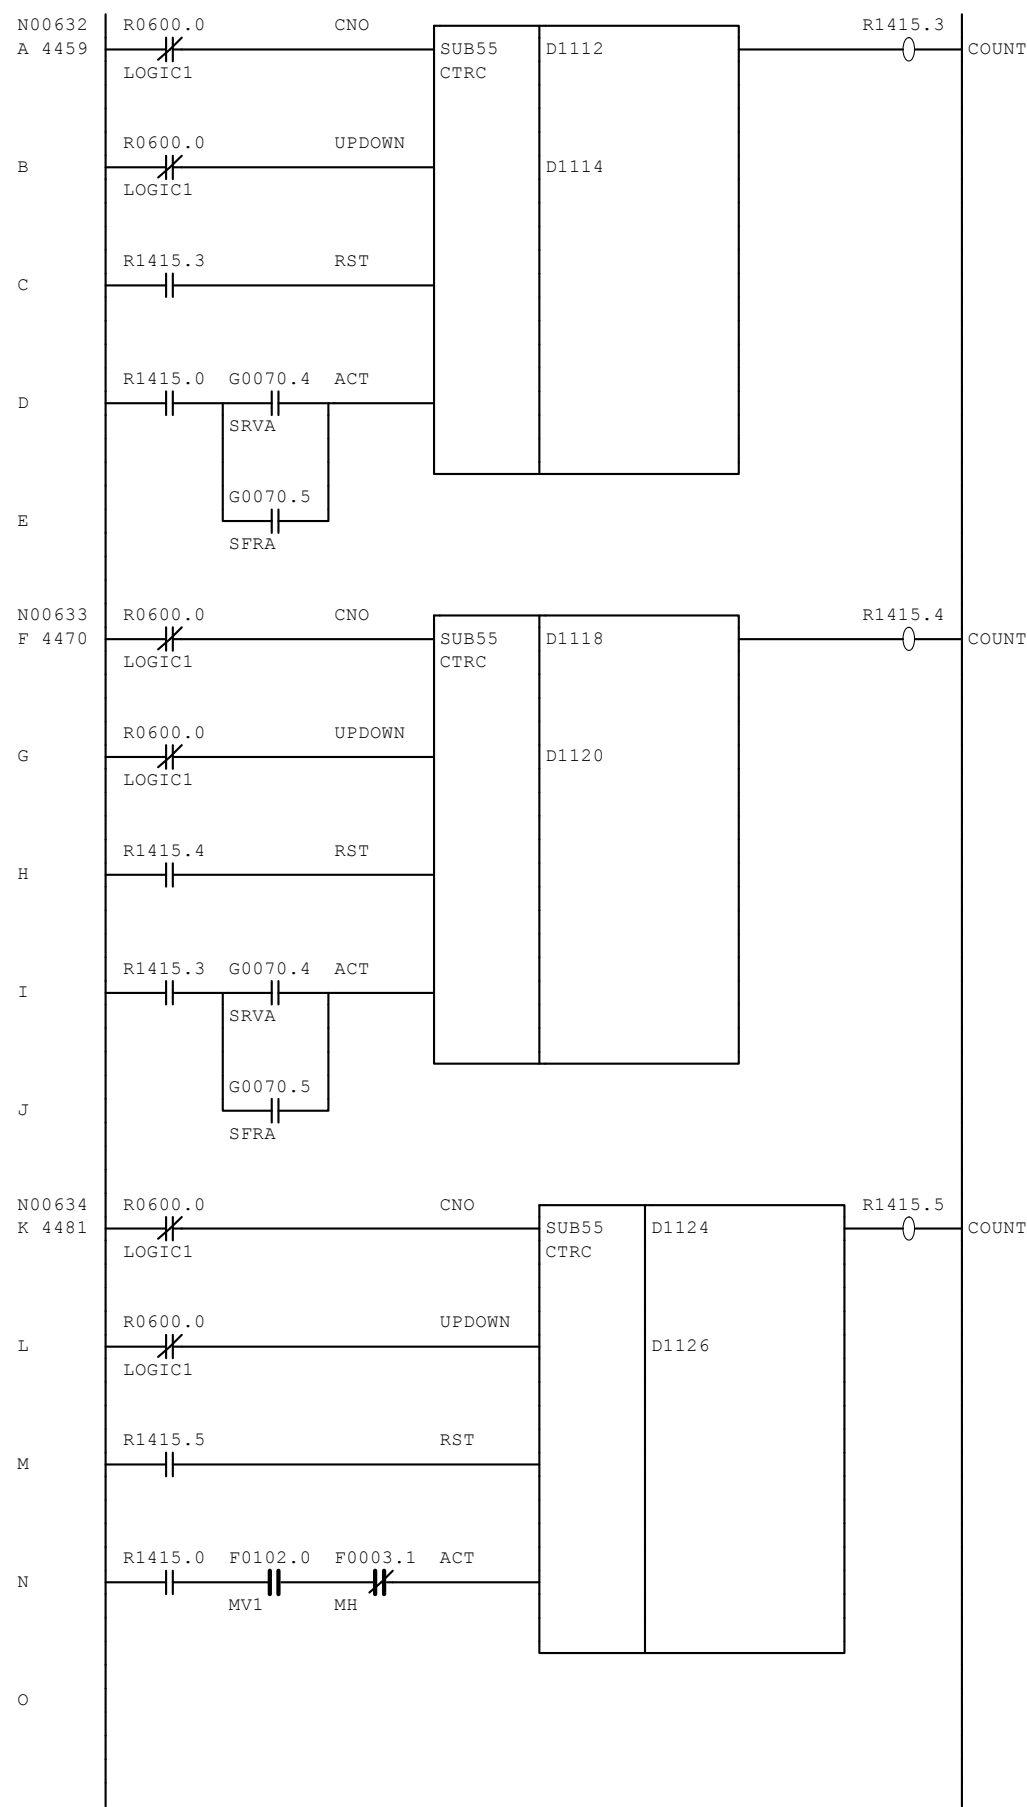 N00632 R0600.0 CNO R1415.3
A 4459 SUB55 D1112 COUNT
LOGIC1 CTRC
R0600.0 UPDOWN
B D1114
LOGIC1
R1415.3 RST
C
R1415.0 G0070.4 ACT
D
SRVA
G0070.5
E
SFRA
N00633 R0600.0 CNO R1415.4
F 4470 SUB55 D1118 COUNT
LOGIC1 CTRC
R0600.0 UPDOWN
G D1120
LOGIC1
R1415.4 RST
H
R1415.3 G0070.4 ACT
I
SRVA
G0070.5
J
SFRA
N00634 R0600.0 CNO R1415.5
K 4481 SUB55 D1124 COUNT
LOGIC1 CTRC
R0600.0 UPDOWN
L D1126
LOGIC1
R1415.5 RST
M
R1415.0 F0102.0 F0003.1 ACT
N
MV1 MH
O